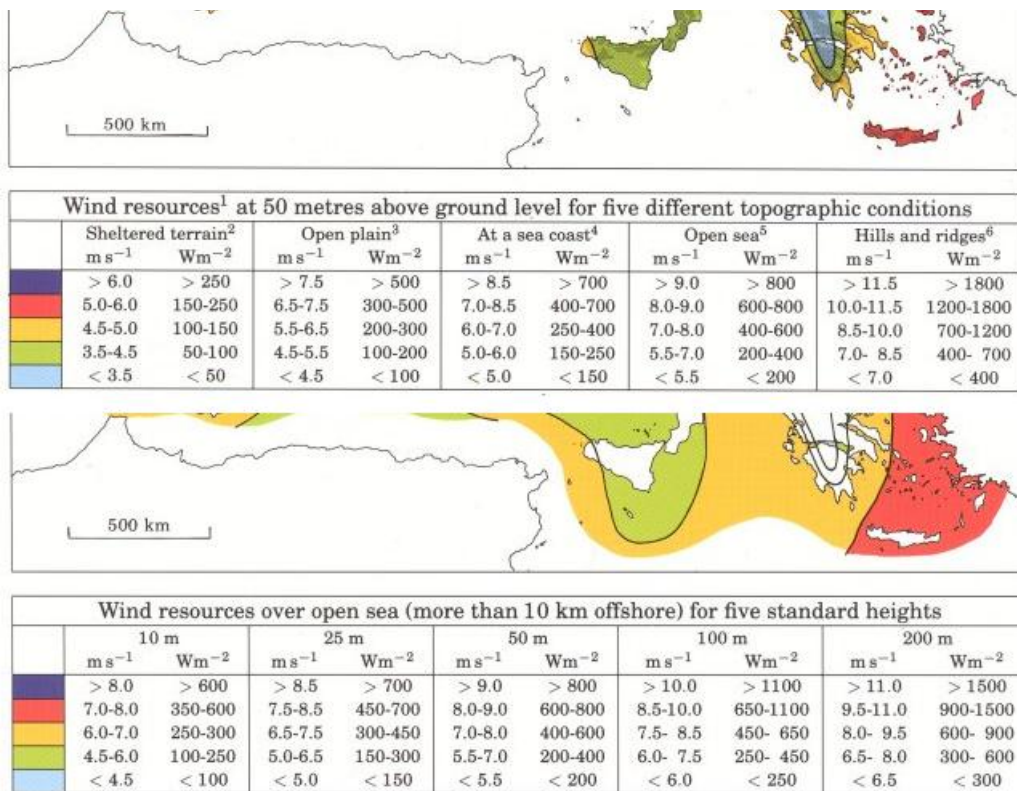 500 km
Wind resources¹ at 50 metres above ground level for five different topographic conditions
Sheltered terrain² Open plain³ At a sea coast⁴ Open sea⁵ Hills and ridges⁶
m s⁻¹ Wm⁻² m s⁻¹ Wm⁻² m s⁻¹ Wm⁻² m s⁻¹ Wm⁻² m s⁻¹ Wm⁻²
> 6.0 > 250 > 7.5 > 500 > 8.5 > 700 > 9.0 > 800 > 11.5 > 1800
5.0-6.0 150-250 6.5-7.5 300-500 7.0-8.5 400-700 8.0-9.0 600-800 10.0-11.5 1200-1800
4.5-5.0 100-150 5.5-6.5 200-300 6.0-7.0 250-400 7.0-8.0 400-600 8.5-10.0 700-1200
3.5-4.5 50-100 4.5-5.5 100-200 5.0-6.0 150-250 5.5-7.0 200-400 7.0- 8.5 400- 700
< 3.5 < 50 < 4.5 < 100 < 5.0 < 150 < 5.5 < 200 < 7.0 < 400
500 km
Wind resources over open sea (more than 10 km offshore) for five standard heights
10 m 25 m 50 m 100 m 200 m
m s⁻¹ Wm⁻² m s⁻¹ Wm⁻² m s⁻¹ Wm⁻² m s⁻¹ Wm⁻² m s⁻¹ Wm⁻²
> 8.0 > 600 > 8.5 > 700 > 9.0 > 800 > 10.0 > 1100 > 11.0 > 1500
7.0-8.0 350-600 7.5-8.5 450-700 8.0-9.0 600-800 8.5-10.0 650-1100 9.5-11.0 900-1500
6.0-7.0 250-300 6.5-7.5 300-450 7.0-8.0 400-600 7.5- 8.5 450- 650 8.0- 9.5 600- 900
4.5-6.0 100-250 5.0-6.5 150-300 5.5-7.0 200-400 6.0- 7.5 250- 450 6.5- 8.0 300- 600
< 4.5 < 100 < 5.0 < 150 < 5.5 < 200 < 6.0 < 250 < 6.5 < 300